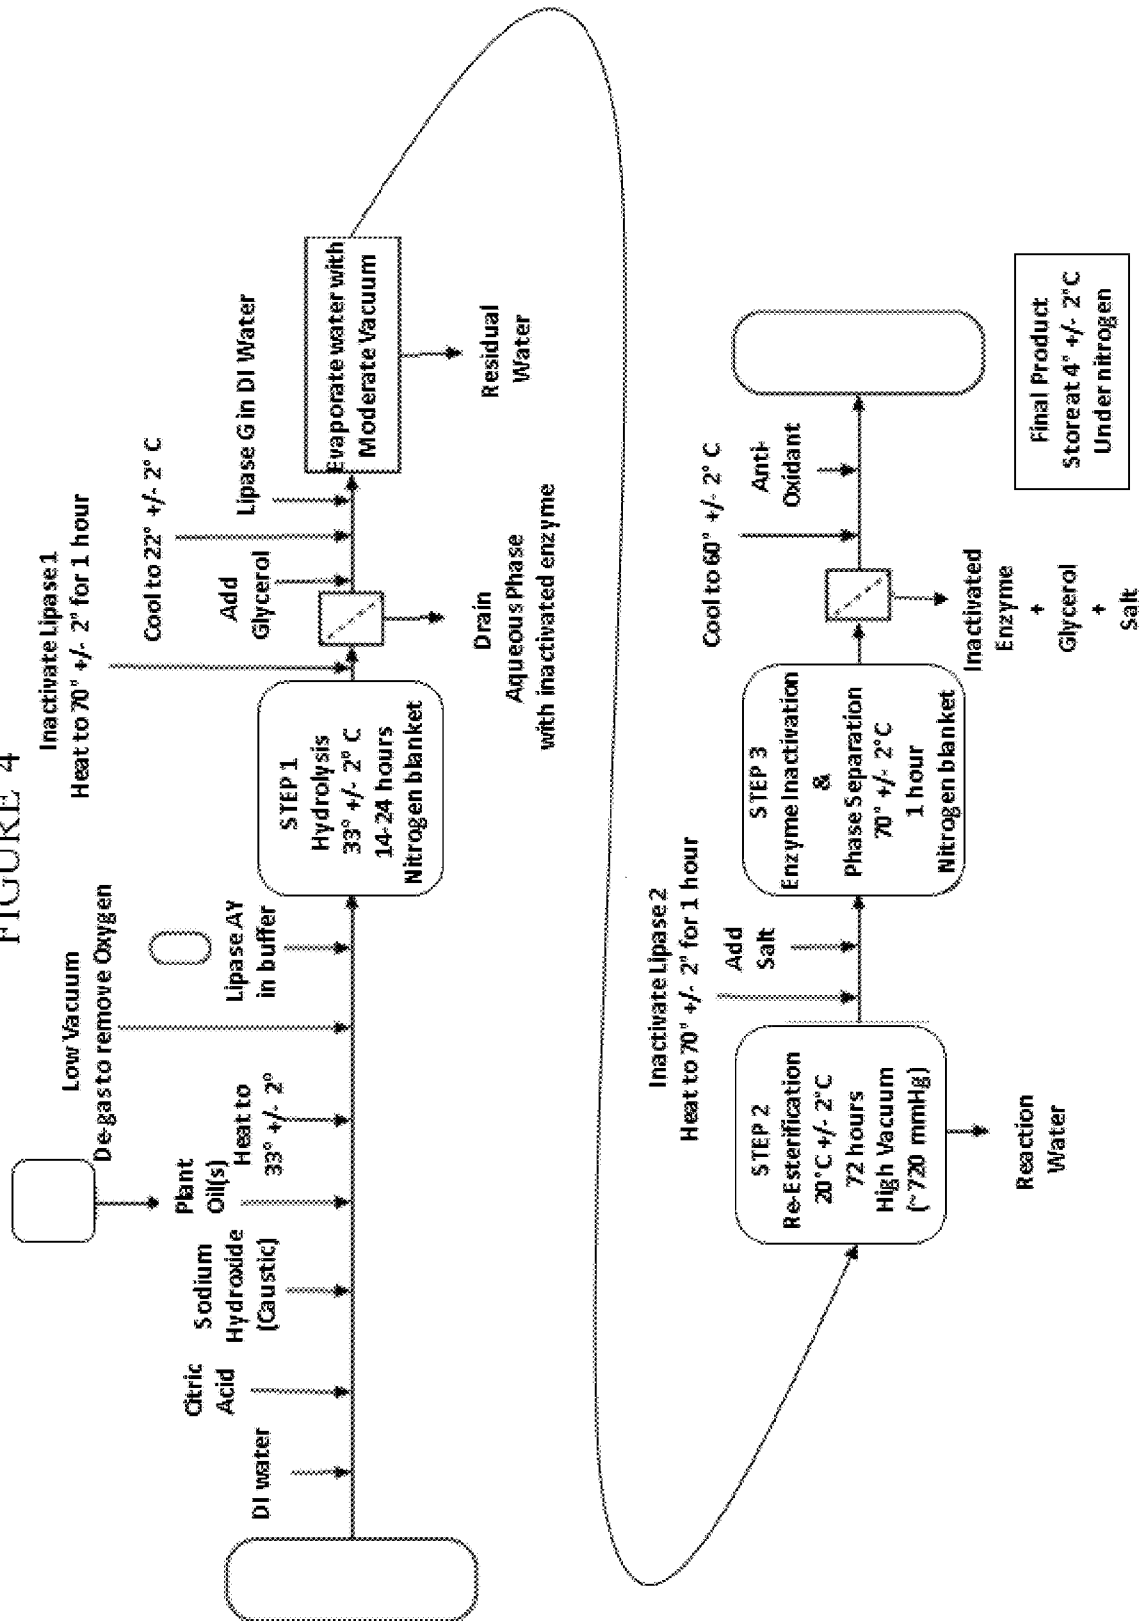 FIGURE 4
DI water
Citric
Acid
Sodium
Hydroxide
(Caustic)
Plant
Oil(s)
Heat to
33° +/- 2°
Low Vacuum
De-gas to remove Oxygen
Lipase AY
in buffer
STEP 1
Hydrolysis
33° +/- 2° C
14-24 hours
Nitrogen blanket
Inactivate Lipase 1
Heat to 70° +/- 2° for 1 hour
Drain
Aqueous Phase
with inactivated enzyme
Add
Glycerol
Cool to 22° +/- 2° C
Lipase G in DI Water
Evaporate water with
Moderate Vacuum
Residual
Water
STEP 2
Re-Esterification
20°C +/- 2°C
72 hours
High Vacuum
(~720 mmHg)
Reaction
Water
Inactivate Lipase 2
Heat to 70° +/- 2° for 1 hour
Add
Salt
STEP 3
Enzyme Inactivation
&
Phase Separation
70° +/- 2°C
1 hour
Nitrogen blanket
Inactivated
Enzyme
+
Glycerol
+
Salt
Cool to 60° +/- 2° C
Anti-
Oxidant
Final Product
Store at 4° +/- 2°C
Under nitrogen